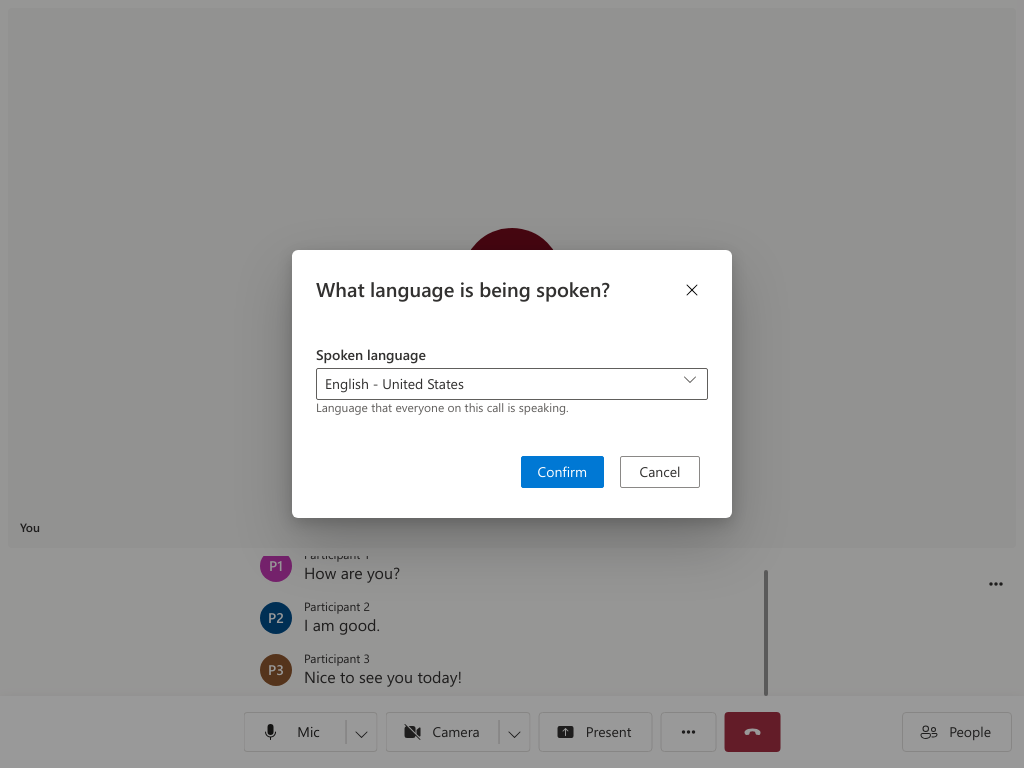 What language is being spoken?
Spoken language
English - United States
Language that everyone on this call is speaking.
Confirm
Cancel
You
P1
Participant 1
How are you?
P2
Participant 2
I am good.
P3
Participant 3
Nice to see you today!
Mic
Camera
Present
People